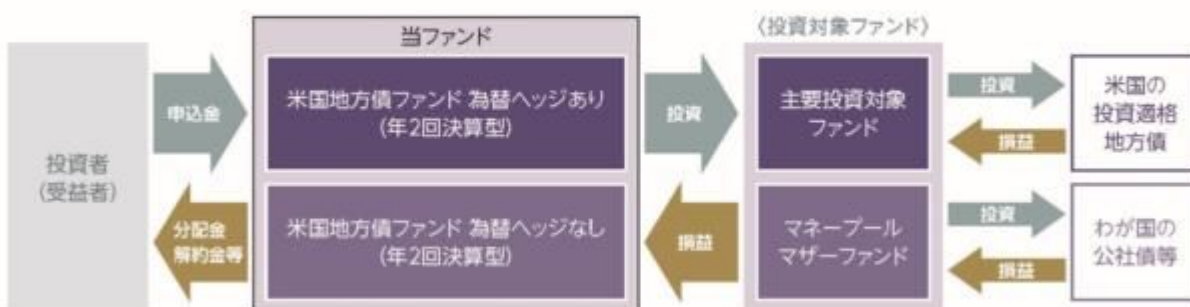 投資者
(受益者)
申込金
分配金
解約金等
当ファンド
米国地方債ファンド 為替ヘッジあり
(年2回決算型)
米国地方債ファンド 為替ヘッジなし
(年2回決算型)
投資
損益
〈投資対象ファンド〉
主要投資対象
ファンド
マネープール
マザーファンド
投資
損益
投資
損益
米国の
投資適格
地方債
わが国の
公社債等